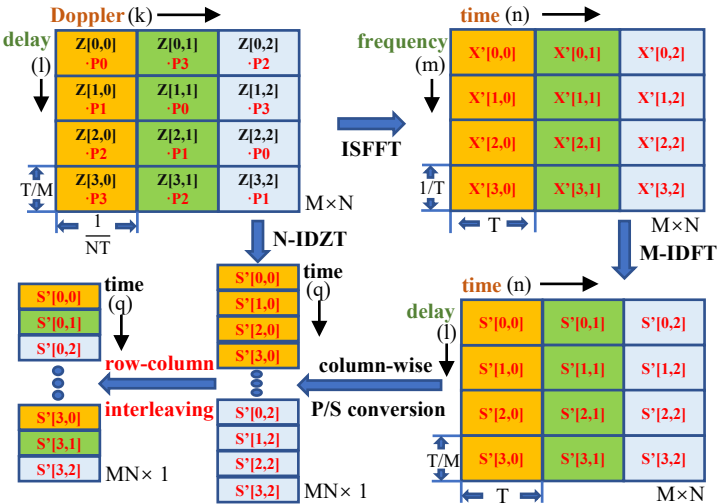 Doppler (k)
delay
(l)
Z[0,0]
·P0
Z[0,1]
·P3
Z[0,2]
·P2
Z[1,0]
·P1
Z[1,1]
·P0
Z[1,2]
·P3
Z[2,0]
·P2
Z[2,1]
·P1
Z[2,2]
·P0
Z[3,0]
·P3
Z[3,1]
·P2
Z[3,2]
·P1
T/M
M×N
1
NT
ISFFT
time (n)
frequency
(m)
X'[0,0]
X'[0,1]
X'[0,2]
X'[1,0]
X'[1,1]
X'[1,2]
X'[2,0]
X'[2,1]
X'[2,2]
X'[3,0]
X'[3,1]
X'[3,2]
1/T
T
M×N
N-IDZT
M-IDFT
time (n)
delay
(l)
S'[0,0]
S'[0,1]
S'[0,2]
S'[1,0]
S'[1,1]
S'[1,2]
S'[2,0]
S'[2,1]
S'[2,2]
S'[3,0]
S'[3,1]
S'[3,2]
T/M
T
M×N
column-wise
P/S conversion
time
(q)
S'[0,0]
S'[1,0]
S'[2,0]
S'[3,0]
S'[0,2]
S'[1,2]
S'[2,2]
S'[3,2]
MN× 1
row-column
interleaving
time
(q)
S'[0,0]
S'[0,1]
S'[0,2]
S'[3,0]
S'[3,1]
S'[3,2]
MN× 1